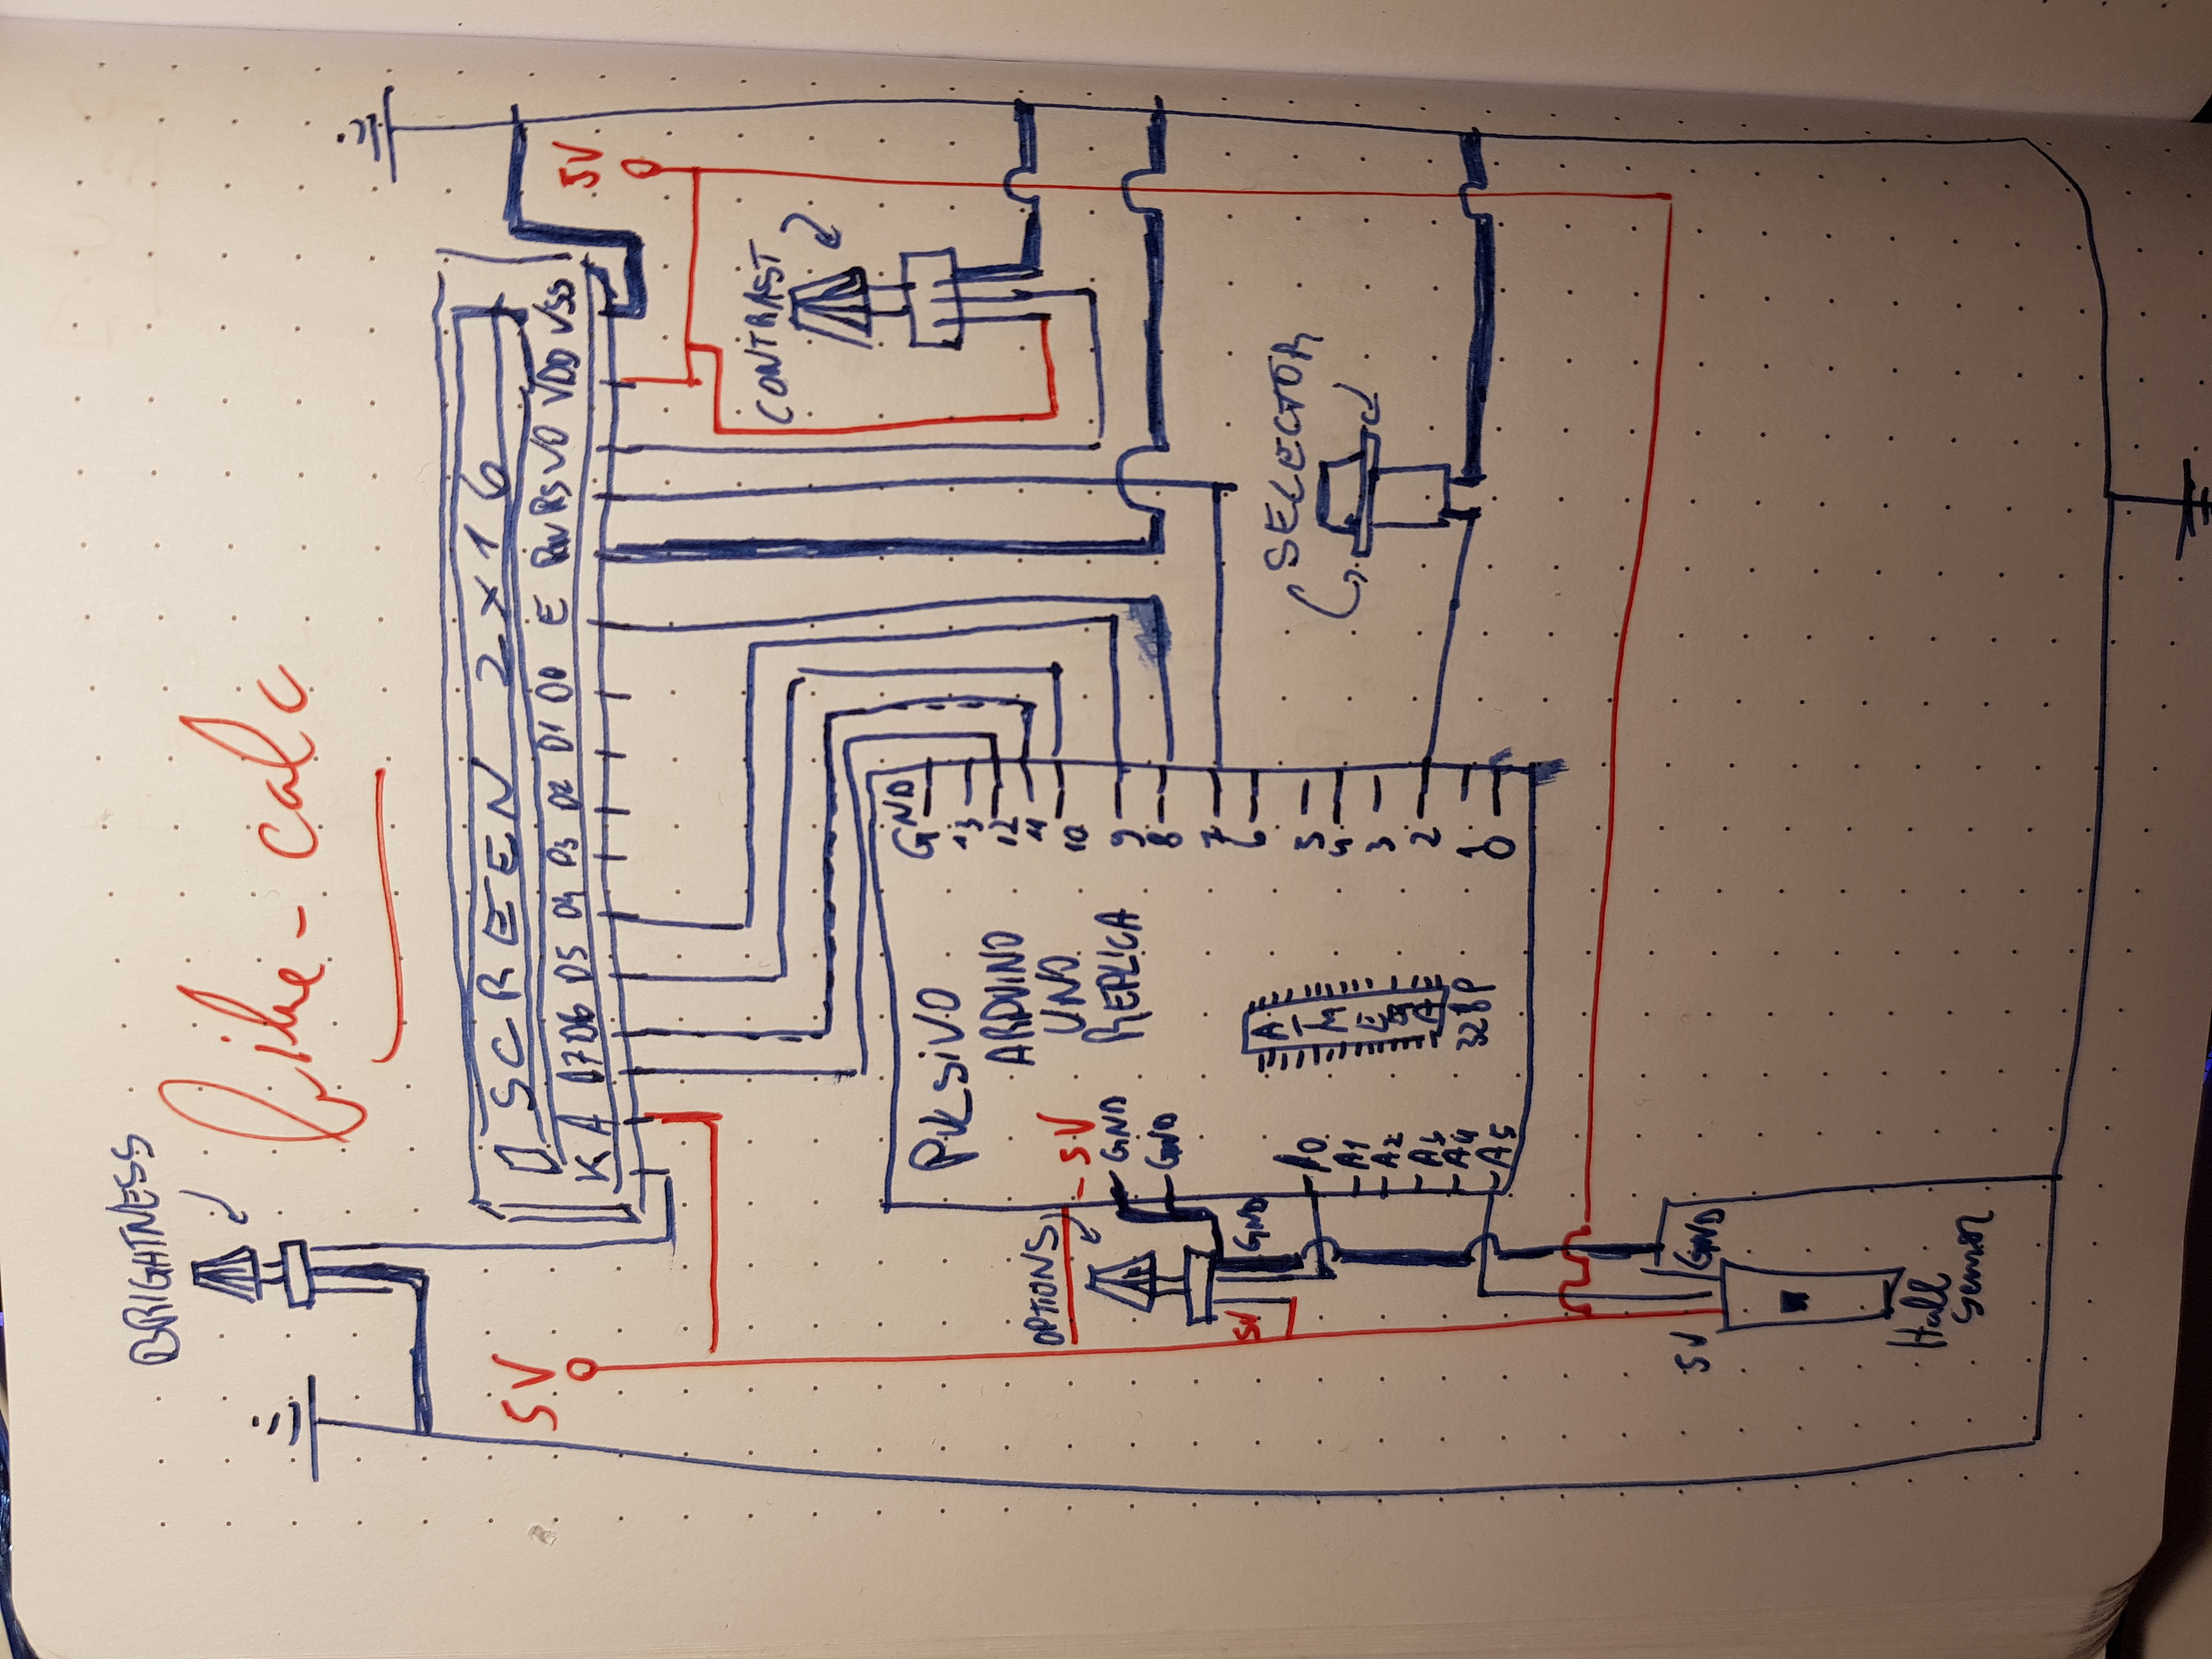 BRIGHTNESS
bike-calc
SCREEN 2x16
5V
K A D7 D6 D5 D4 D3 D2 D1 D0 E RW RS VO VDD VSS
5V
CONTRAST
GND
13
12
11
10
9
8
7
6
5
4
3
2
1
0
ARDUINO
UNO
REPLICA
OPTIONS
5V
GND
GND
5V
GND
A0
A1
A2
A3
A4
A5
ATMEGA
328P
SELECTOR
5V
GND
Hall
Sensor